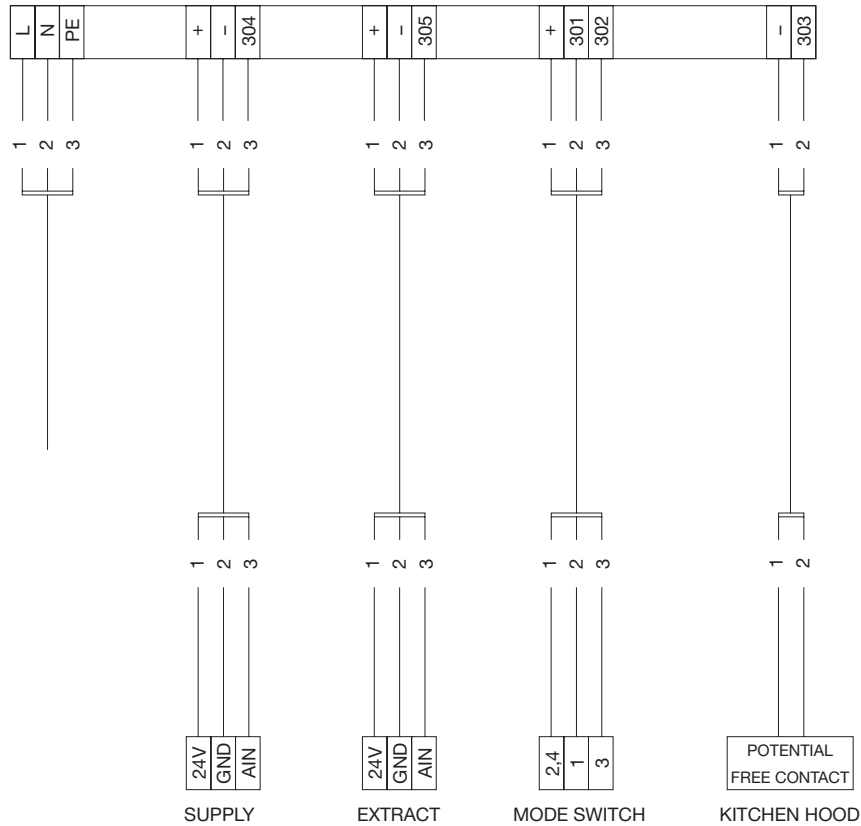 L N PE + – 304 + – 305 + 301 302 – 303
1 2 3 1 2 3 1 2 3 1 2 3 1 2
1 2 3 1 2 3 1 2 3 1 2
24V GND AIN 24V GND AIN 2,4 1 3 POTENTIAL
FREE CONTACT
SUPPLY EXTRACT MODE SWITCH KITCHEN HOOD